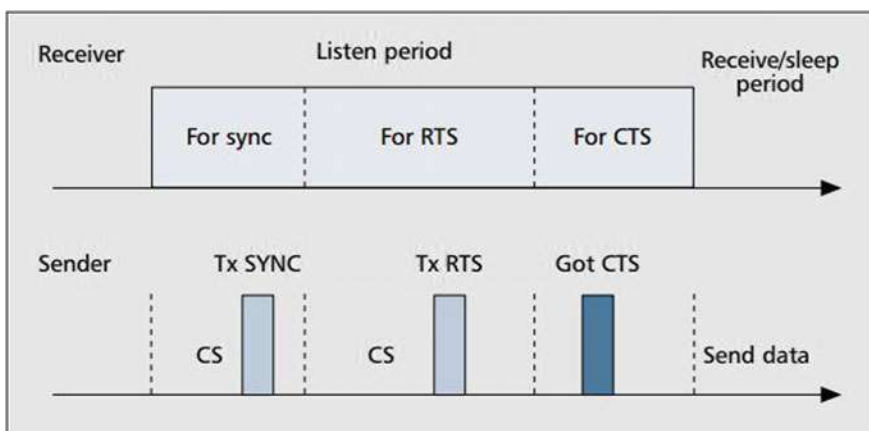 Receiver
Listen period
Receive/sleep
period
For sync
For RTS
For CTS
Sender
Tx SYNC
Tx RTS
Got CTS
CS
CS
Send data